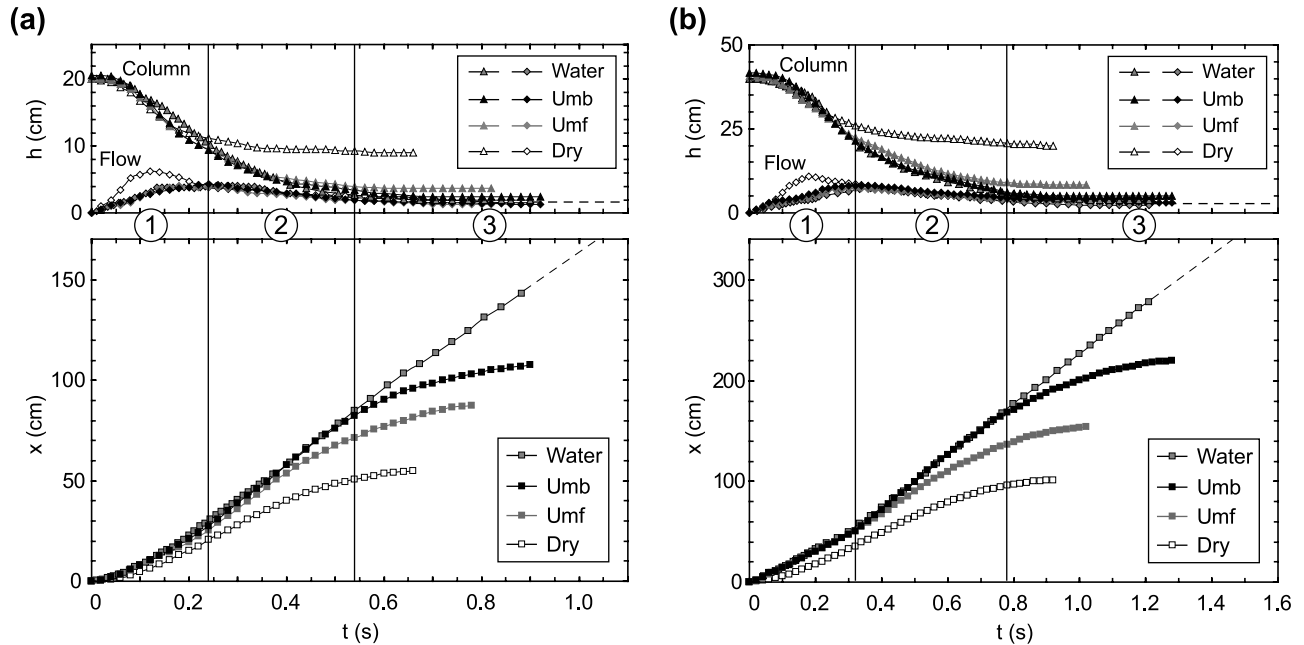 (a)
h (cm)
20
10
0
Column
Flow
Water
Umb
Umf
Dry
1
2
3
x (cm)
150
100
50
0
Water
Umb
Umf
Dry
0
0.2
0.4
0.6
0.8
1.0
t (s)
(b)
h (cm)
50
25
0
Column
Flow
Water
Umb
Umf
Dry
1
2
3
x (cm)
300
200
100
0
Water
Umb
Umf
Dry
0
0.2
0.4
0.6
0.8
1.0
1.2
1.4
1.6
t (s)